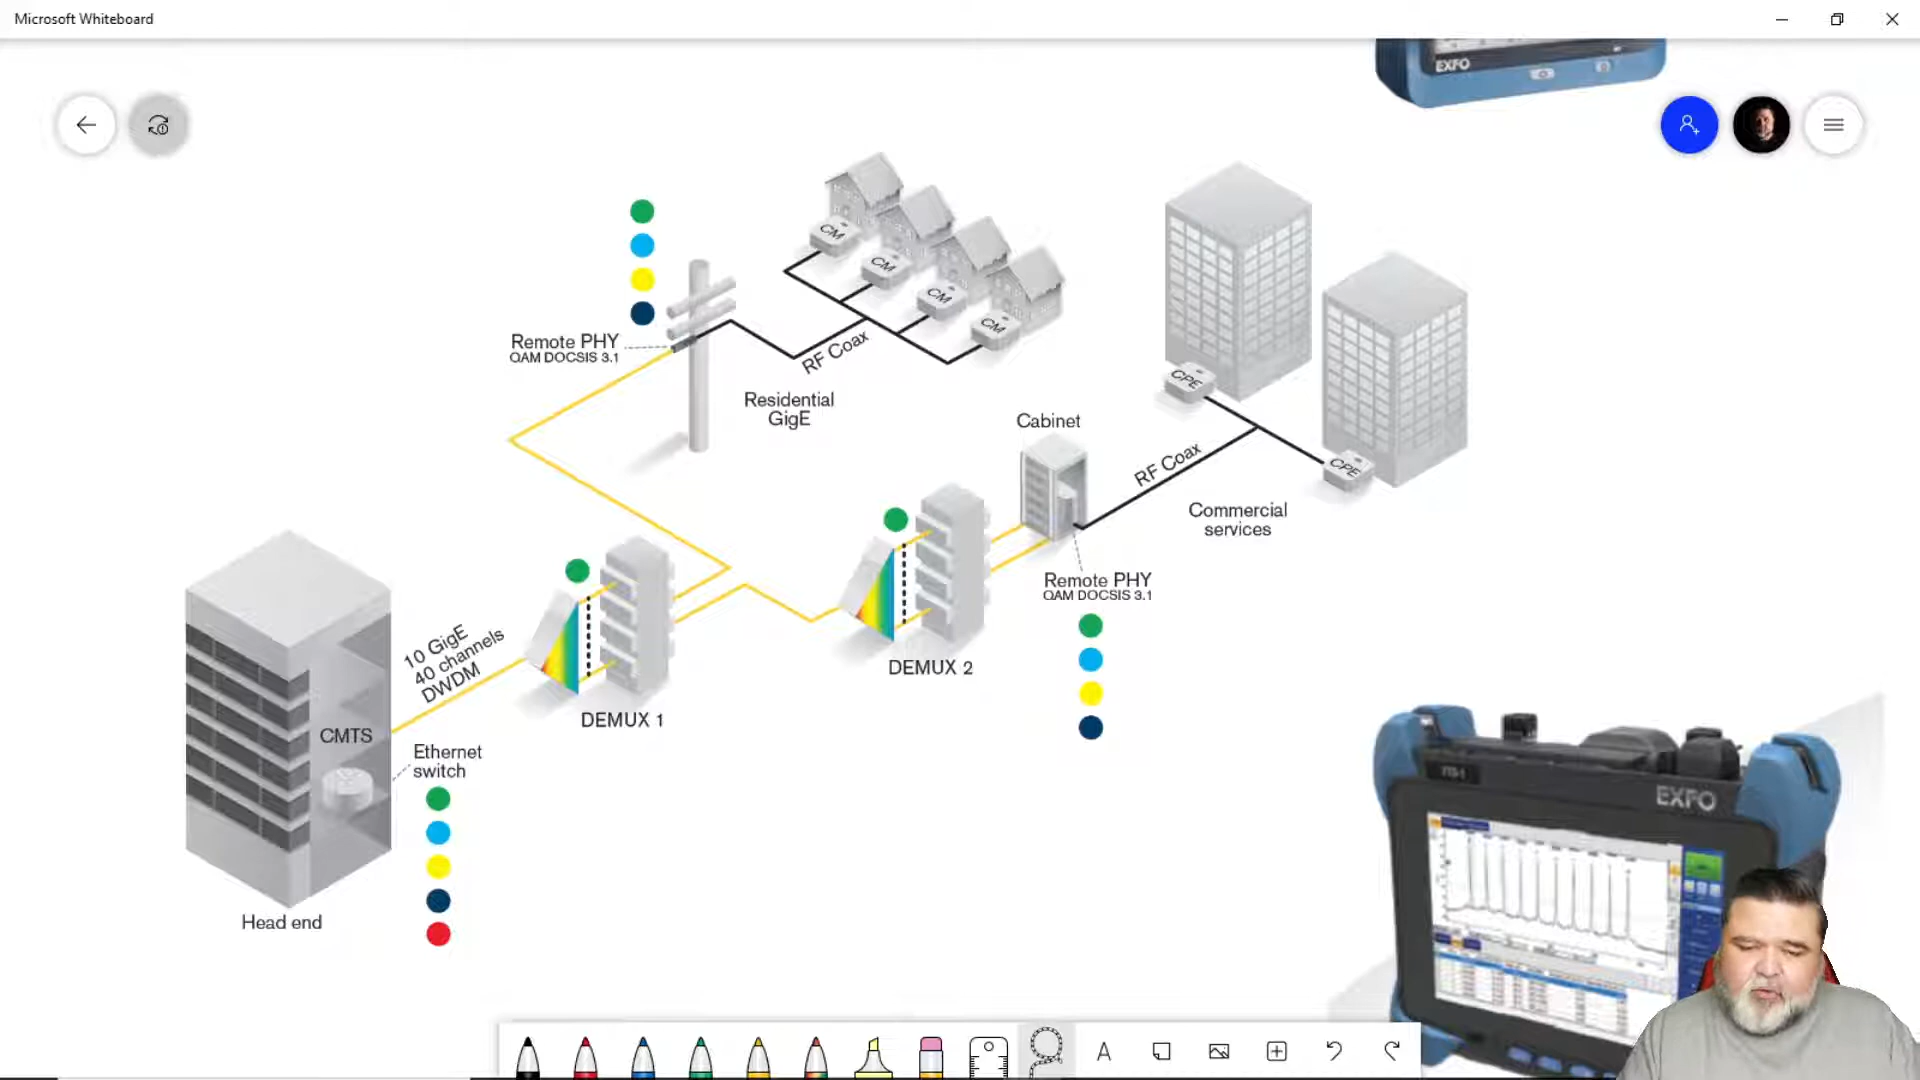 Microsoft Whiteboard
EXFO
CM
CM
CM
CM
Remote PHY
QAM DOCSIS 3.1
RF Coax
Residential
GigE
CPE
CPE
Cabinet
RF Coax
Commercial
services
Remote PHY
QAM DOCSIS 3.1
10 GigE
40 channels
DWDM
DEMUX 1
DEMUX 2
CMTS
Ethernet
switch
Head end
EXFO
A